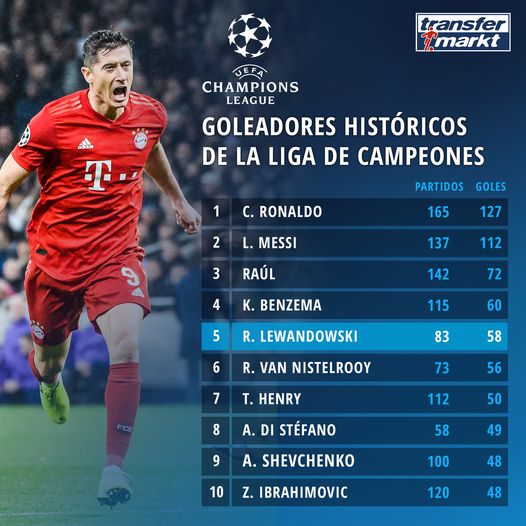 transfer
markt
UEFA
CHAMPIONS
LEAGUE
GOLEADORES HISTÓRICOS
DE LA LIGA DE CAMPEONES
PARTIDOS GOLES
1 C. RONALDO 165 127
2 L. MESSI 137 112
3 RAÚL 142 72
4 K. BENZEMA 115 60
5 R. LEWANDOWSKI 83 58
6 R. VAN NISTELROOY 73 56
7 T. HENRY 112 50
8 A. DI STÉFANO 58 49
9 A. SHEVCHENKO 100 48
10 Z. IBRAHIMOVIC 120 48
T
9
FCB